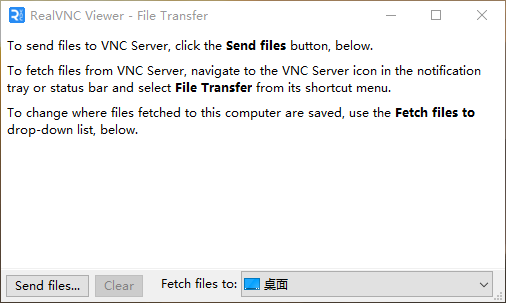 RealVNC Viewer - File Transfer
To send files to VNC Server, click the Send files button, below.
To fetch files from VNC Server, navigate to the VNC Server icon in the notification
tray or status bar and select File Transfer from its shortcut menu.
To change where files fetched to this computer are saved, use the Fetch files to
drop-down list, below.
Send files... Clear Fetch files to: 桌面